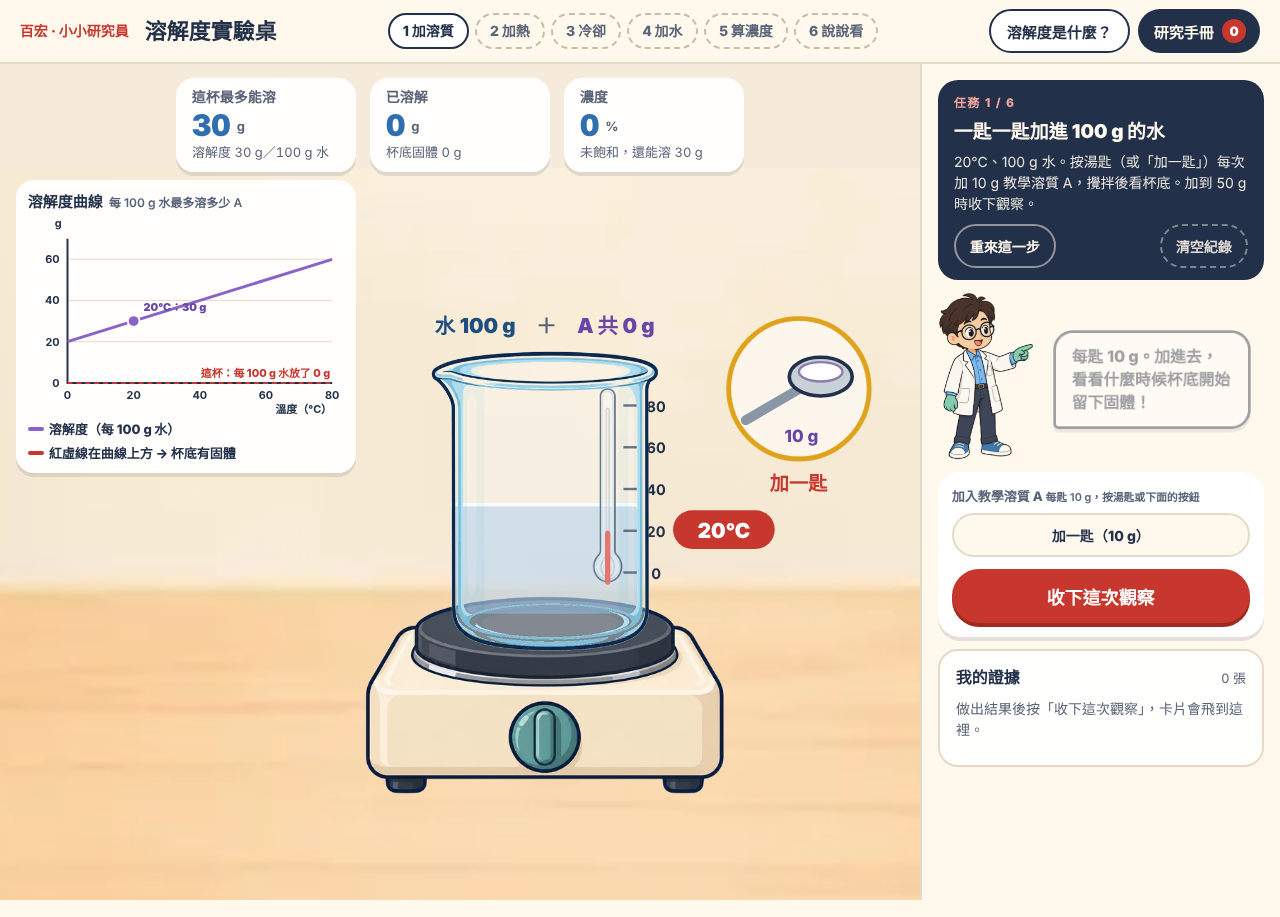 百宏 · 小小研究員 溶解度實驗桌
1 加溶質 2 加熱 3 冷卻 4 加水 5 算濃度 6 說說看
溶解度是什麼？ 研究手冊 0
這杯最多能溶
30 g
溶解度 30 g／100 g 水
已溶解
0 g
杯底固體 0 g
濃度
0 %
未飽和，還能溶 30 g
溶解度曲線 每 100 g 水最多溶多少 A
g
60
40
20
0
20°C：30 g
這杯：每 100 g 水放了 0 g
0 20 40 60 80
溫度（°C）
溶解度（每 100 g 水）
紅虛線在曲線上方 → 杯底有固體
水 100 g ＋ A 共 0 g
80
60
40
20
0
20°C
10 g
加一匙
任務 1 / 6
一匙一匙加進 100 g 的水
20°C、100 g 水。按湯匙（或「加一匙」）每次
加 10 g 教學溶質 A，攪拌後看杯底。加到 50 g
時收下觀察。
重來這一步 清空紀錄
每匙 10 g。加進去，
看看什麼時候杯底開始
留下固體！
加入教學溶質 A 每匙 10 g，按湯匙或下面的按鈕
加一匙（10 g）
收下這次觀察
我的證據 0 張
做出結果後按「收下這次觀察」，卡片會飛到這
裡。